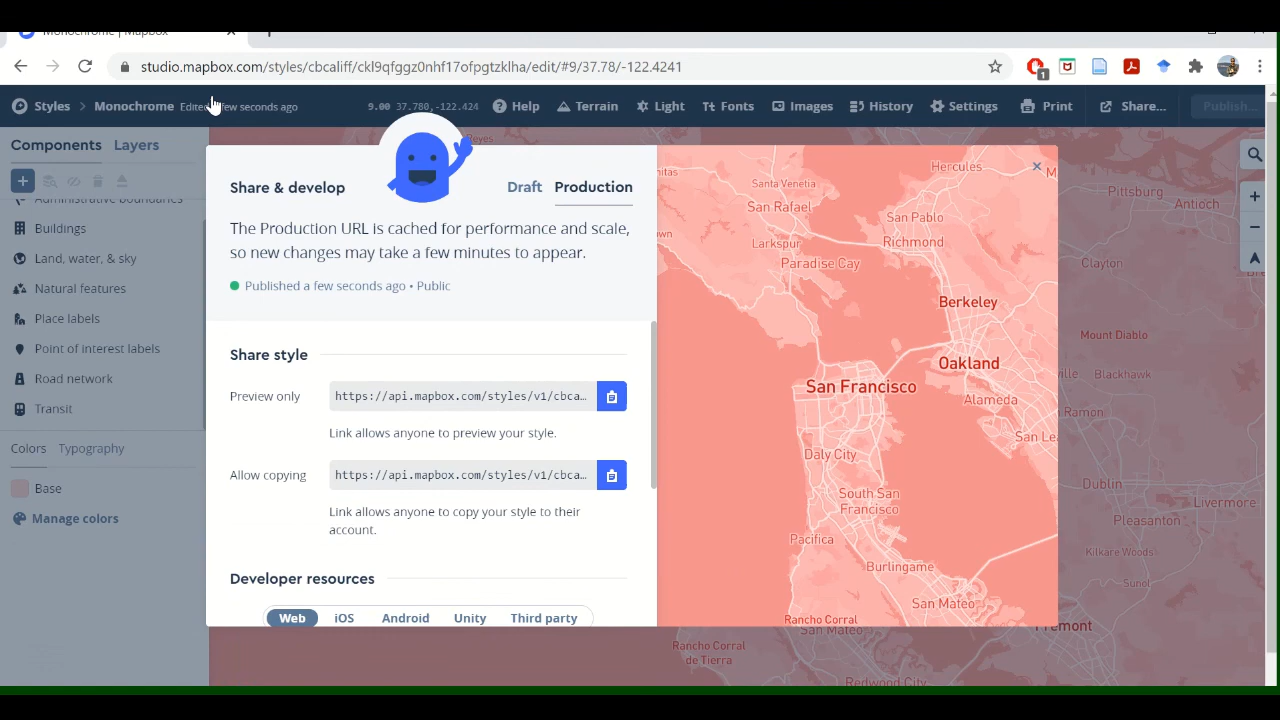 Monochrome | Mapbox
studio.mapbox.com/styles/cbcaliff/ckl9qfggz0nhf17ofpgtzklha/edit/#9/37.78/-122.4241
1
Styles
Monochrome
9.00 37.780,-122.424
Help
Terrain
Light
Fonts
Images
History
Settings
Print
Share...
Publish...
Components
Layers
Administrative boundaries
Buildings
Land, water, & sky
Natural features
Place labels
Point of interest labels
Road network
Transit
Colors
Typography
Base
Manage colors
Share & develop
Draft
Production
The Production URL is cached for performance and scale,
so new changes may take a few minutes to appear.
Published a few seconds ago • Public
Share style
Preview only
https://api.mapbox.com/styles/v1/cbca…
Link allows anyone to preview your style.
Allow copying
https://api.mapbox.com/styles/v1/cbca…
Link allows anyone to copy your style to their
account.
Developer resources
Web
iOS
Android
Unity
Third party
Hercules
Santa Venetia
San Rafael
San Pablo
Larkspur
Richmond
Paradise Cay
Berkeley
Oakland
San Francisco
Alameda
San Lea
Daly City
South San
Francisco
Pacifica
Burlingame
San Mateo
Rancho Corral
San Mateo
Rancho Corral
de Tierra
Redwood City
Pittsburg
Antioch
Clayton
Mount Diablo
Blackhawk
Ramon
Dublin
Livermore
Pleasanton
Kilkare Woods
Sunol